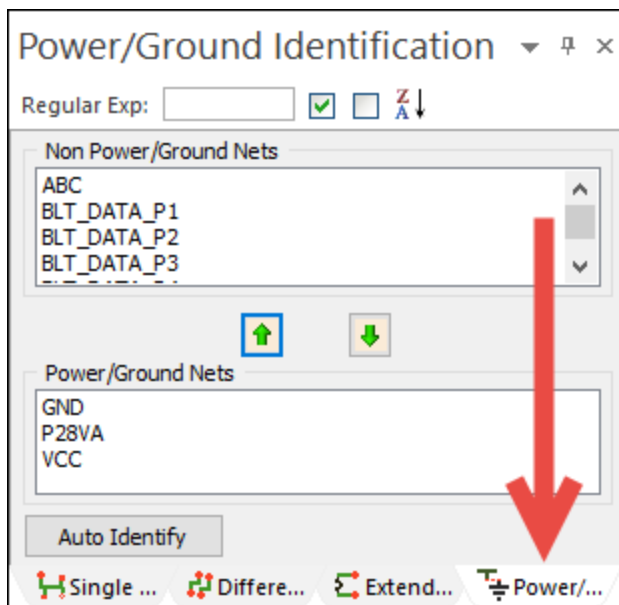 Power/Ground Identification
Regular Exp:
Z
A
Non Power/Ground Nets
ABC
BLT_DATA_P1
BLT_DATA_P2
BLT_DATA_P3
Power/Ground Nets
GND
P28VA
VCC
Auto Identify
Single ... Differe... Extend... Power/...